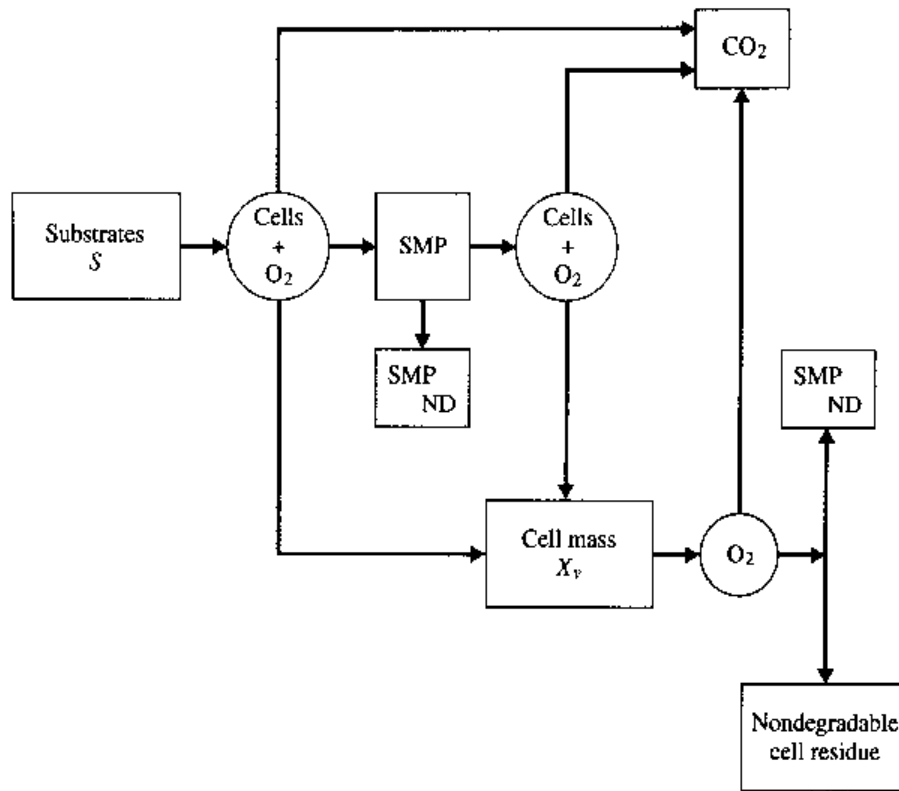 CO₂
Substrates
S
Cells
+
O₂
SMP
Cells
+
O₂
SMP
ND
SMP
ND
Cell mass
Xᵥ
O₂
Nondegradable
cell residue